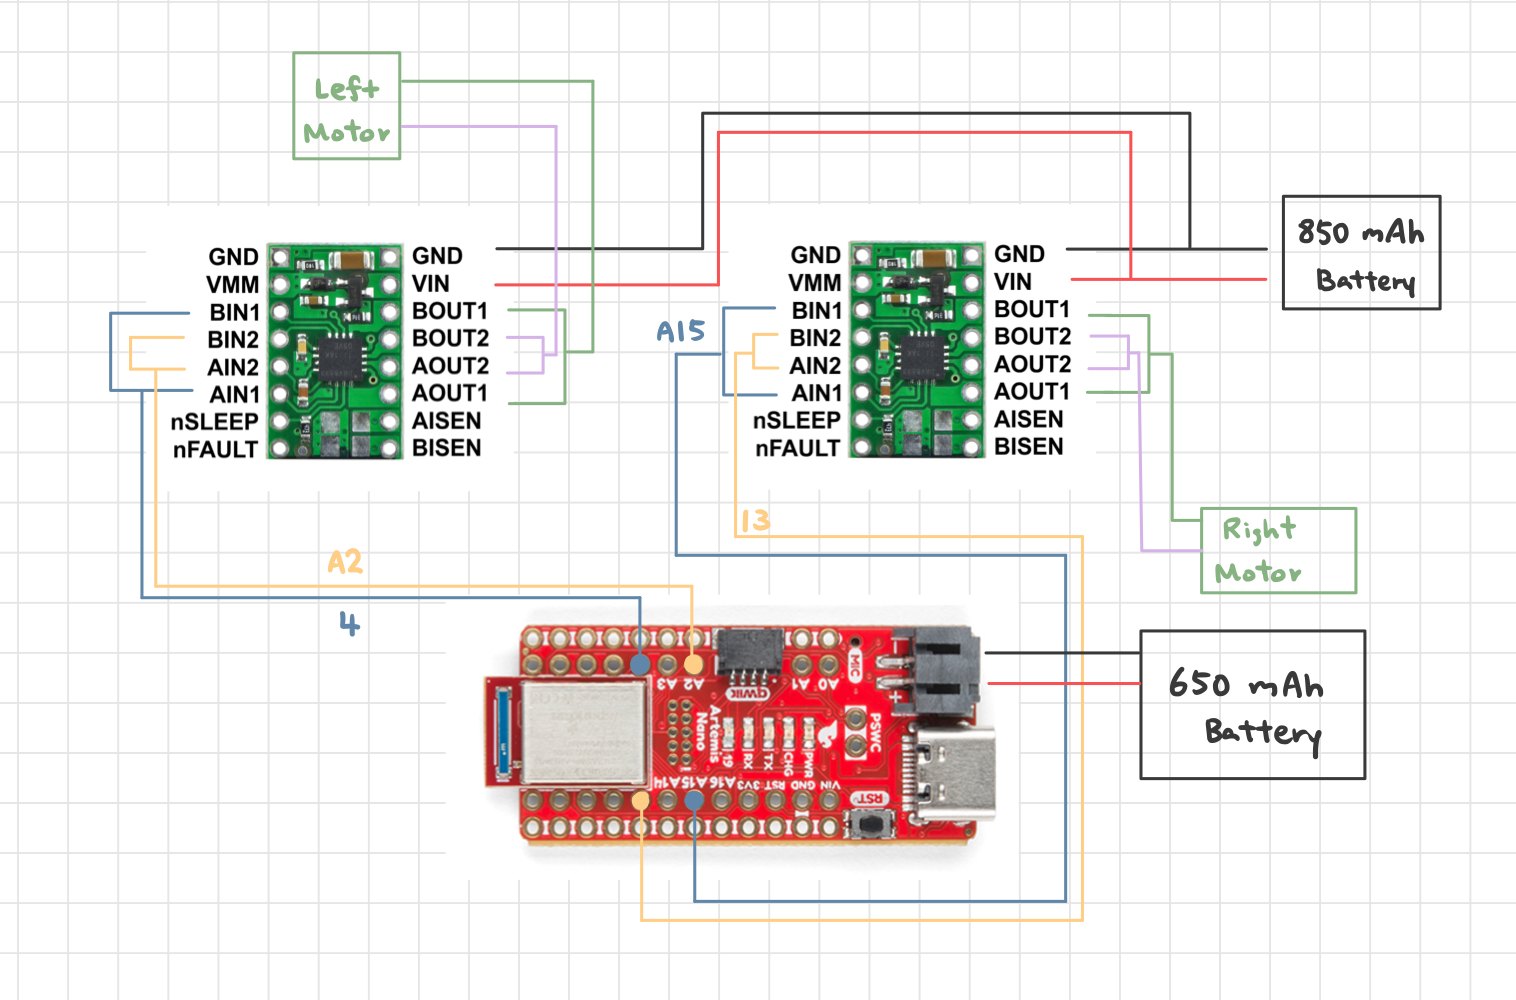 Left
Motor
850 mAh
Battery
GND
VMM
BIN1
BIN2
AIN2
AIN1
nSLEEP
nFAULT
GND
VIN
BOUT1
BOUT2
AOUT2
AOUT1
AISEN
BISEN
A15
GND
VMM
BIN1
BIN2
AIN2
AIN1
nSLEEP
nFAULT
GND
VIN
BOUT1
BOUT2
AOUT2
AOUT1
AISEN
BISEN
13
Right
Motor
A2
4
A3
A2
QWIIC
A1
A0
MIC
650 mAh
Battery
Artemis
Nano
19
RX
TX
CHG
PWR
PSWC
A14
A15
A16
3V3
RST
GND
VIN
RST